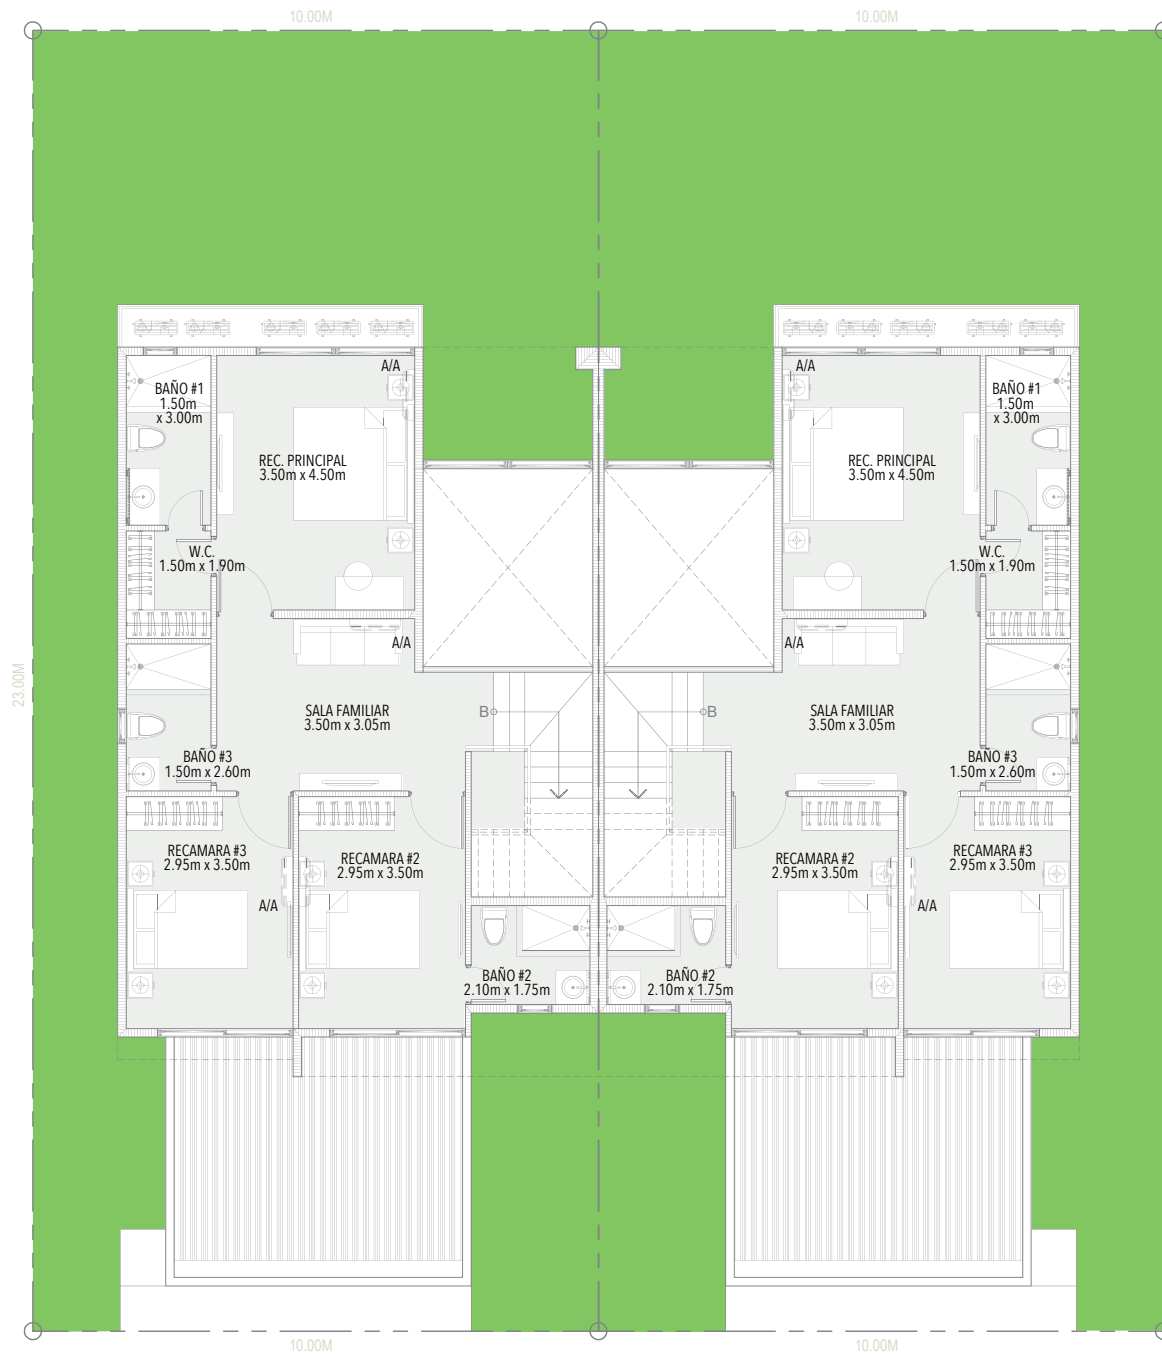 10.00M
10.00M
A/A
A/A
BAÑO #1
1.50m
x 3.00m
BAÑO #1
1.50m
x 3.00m
REC. PRINCIPAL
3.50m x 4.50m
REC. PRINCIPAL
3.50m x 4.50m
W.C.
1.50m x 1.90m
W.C.
1.50m x 1.90m
A/A
A/A
23.00M
SALA FAMILIAR
3.50m x 3.05m
B
B
SALA FAMILIAR
3.50m x 3.05m
BAÑO #3
1.50m x 2.60m
BAÑO #3
1.50m x 2.60m
RECAMARA #3
2.95m x 3.50m
RECAMARA #2
2.95m x 3.50m
RECAMARA #2
2.95m x 3.50m
RECAMARA #3
2.95m x 3.50m
A/A
A/A
BAÑO #2
2.10m x 1.75m
BAÑO #2
2.10m x 1.75m
10.00M
10.00M